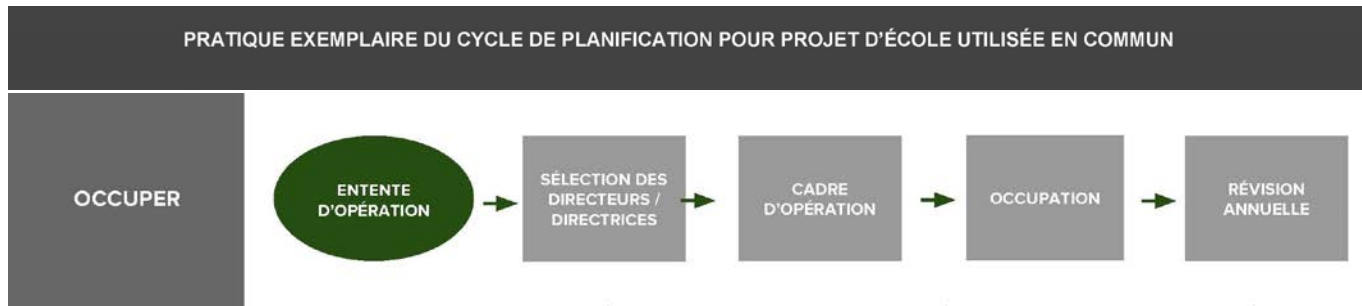 PRATIQUE EXEMPLAIRE DU CYCLE DE PLANIFICATION POUR PROJET D'ÉCOLE UTILISÉE EN COMMUN
OCCUPER
ENTENTE
D'OPÉRATION
SÉLECTION DES
DIRECTEURS /
DIRECTRICES
CADRE
D'OPÉRATION
OCCUPATION
RÉVISION
ANNUELLE